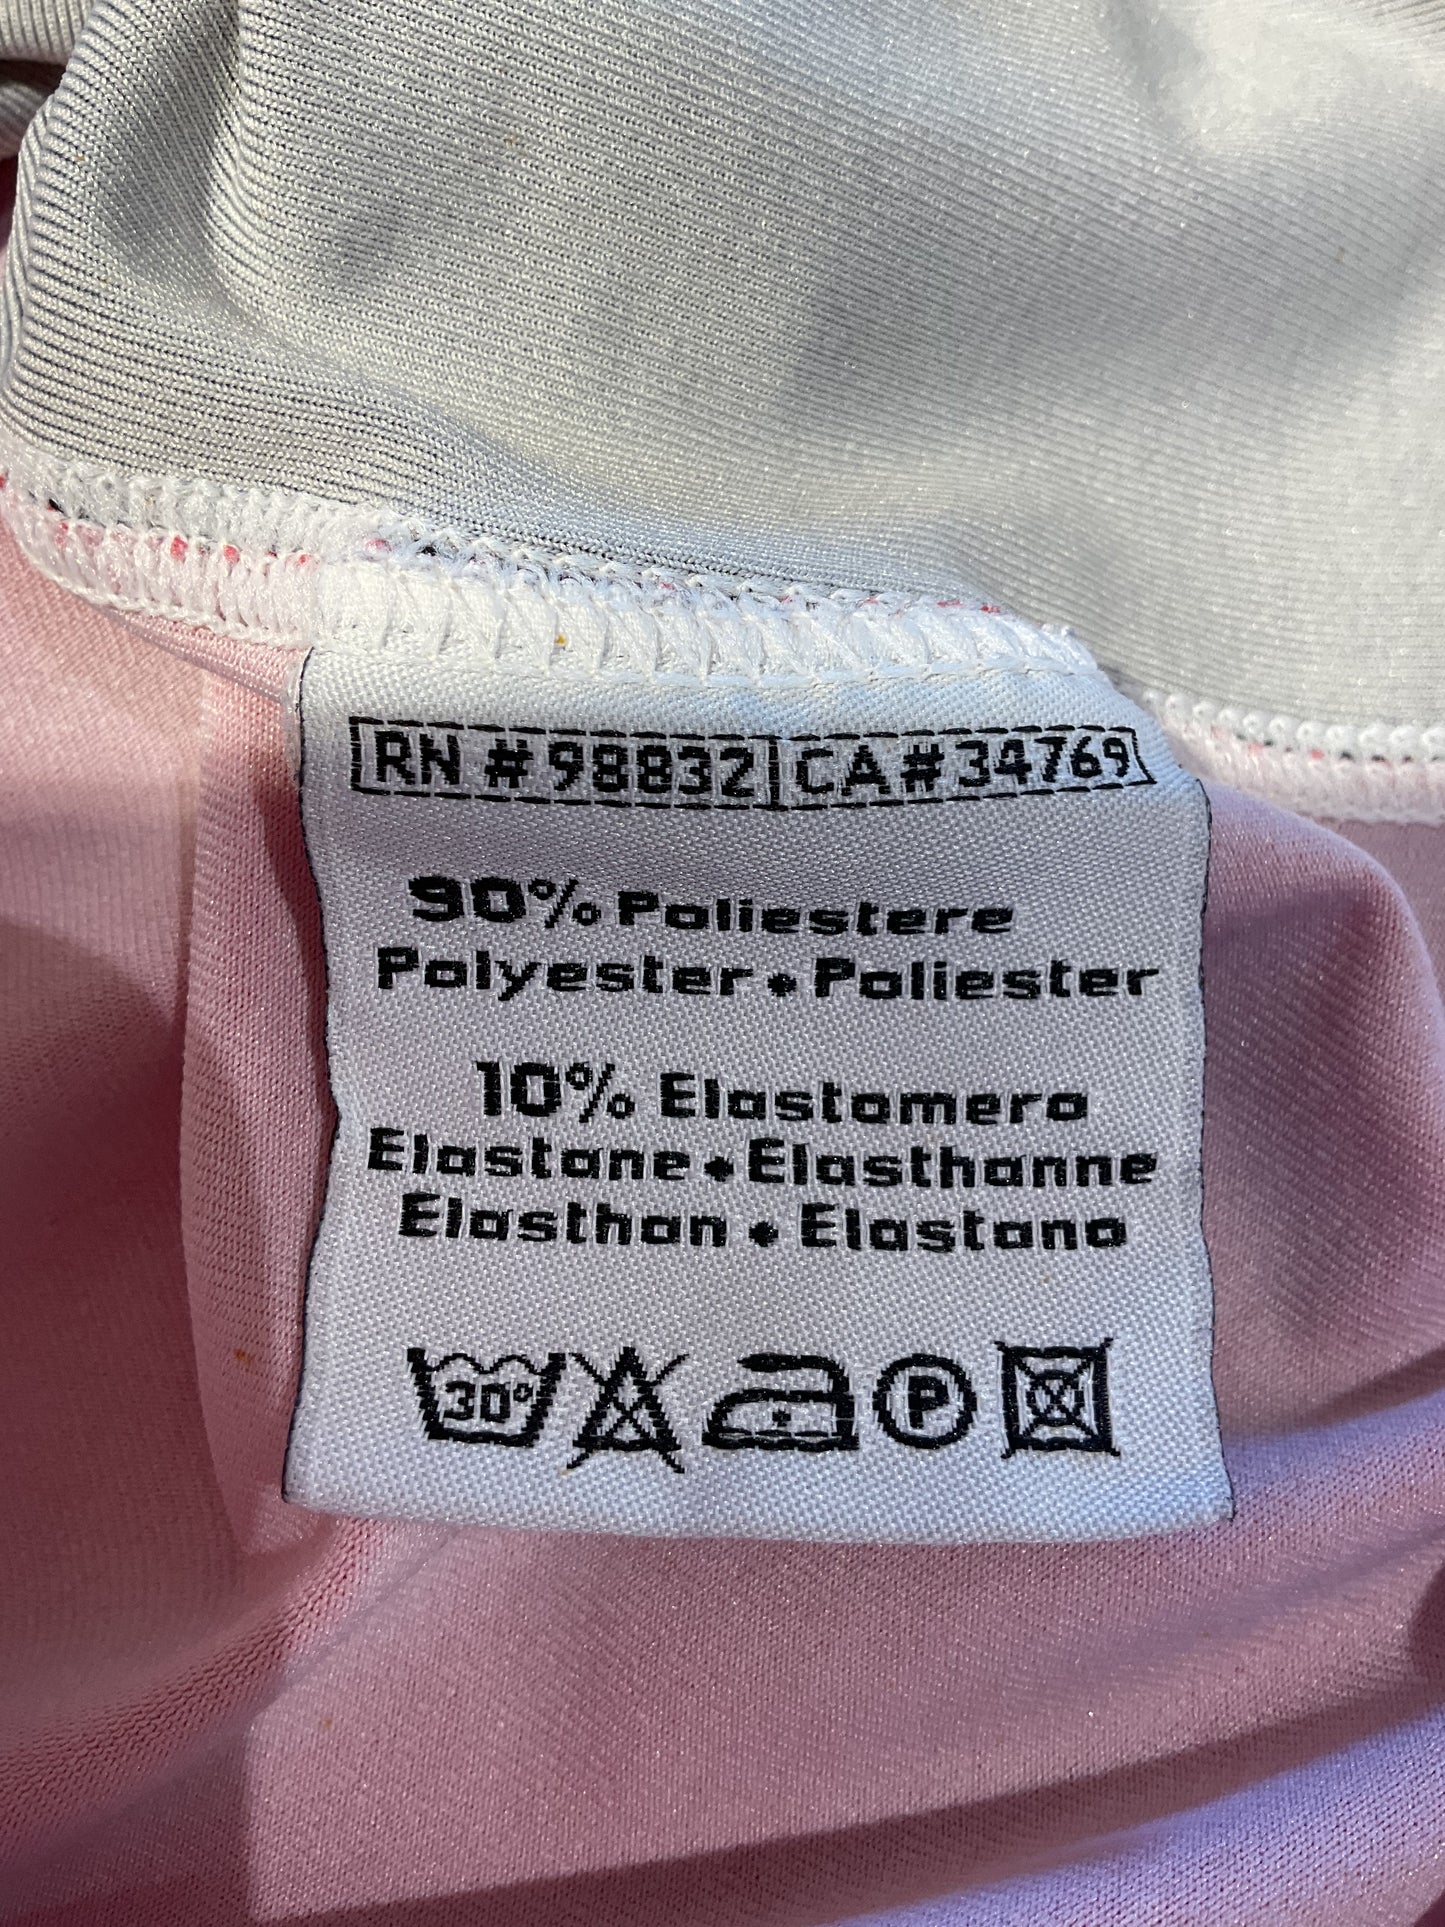 RN # 98832 CA # 34769
90% Poliestere
Polyester • Poliester
10% Elastomero
Elastane • Elasthanne
Elasthan • Elastano
30°
P